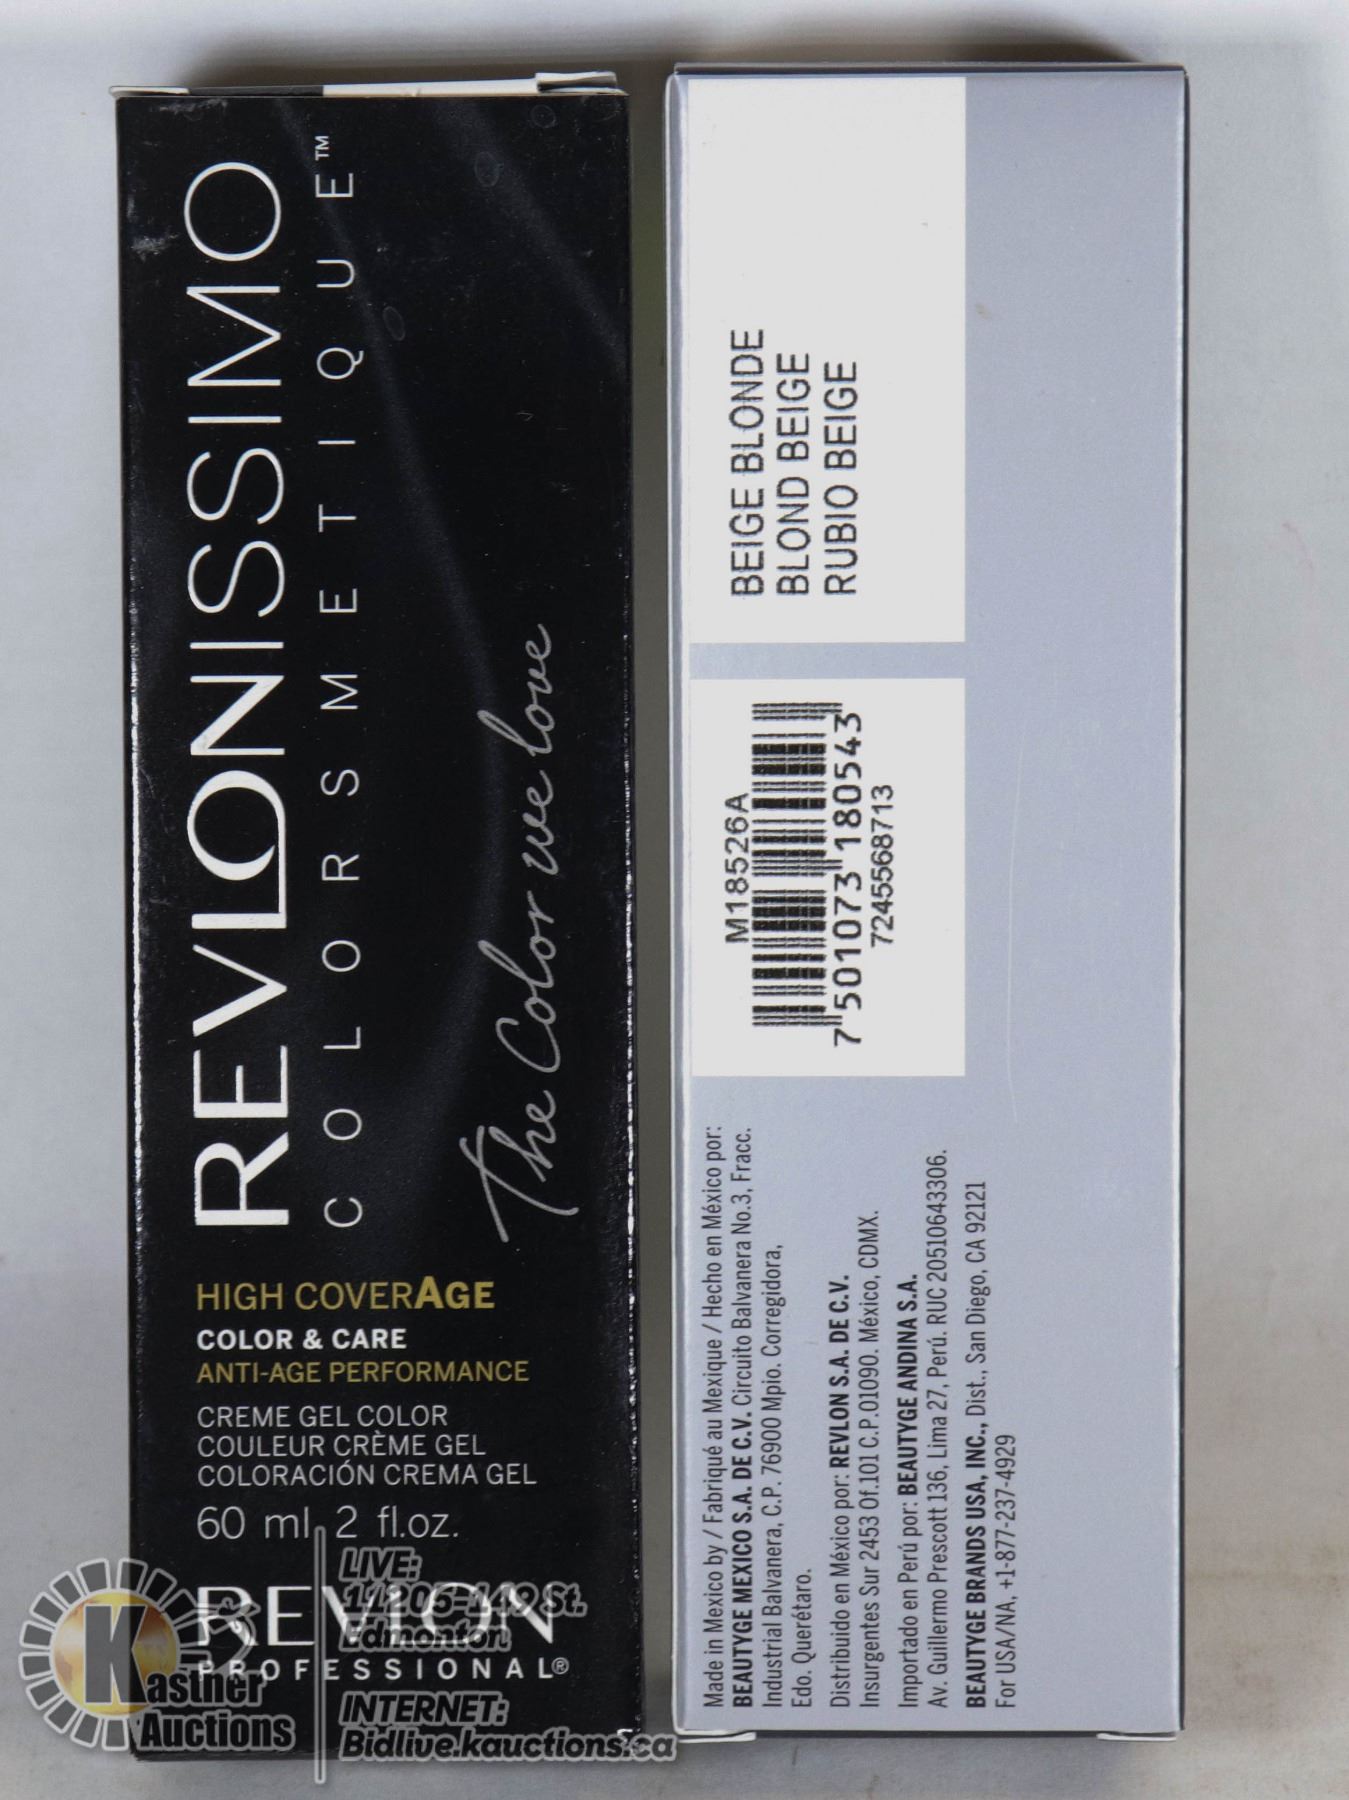 REVLONISSIMO
COLORSMETIQUE™
The Color we love
HIGH COVERAGE
COLOR & CARE
ANTI-AGE PERFORMANCE
CREME GEL COLOR
COULEUR CRÈME GEL
COLORACIÓN CREMA GEL
60 ml 2 fl.oz.
REVLON
PROFESSIONAL®
BEIGE BLONDE
BLOND BEIGE
RUBIO BEIGE
M18526A
7 501073 180543
7245568713
Made in Mexico by / Fabriqué au Mexique / Hecho en México por:
BEAUTYGE MEXICO S.A. DE C.V. Circuito Balvanera No.3, Fracc.
Industrial Balvanera, C.P. 76900 Mpio. Corregidora,
Edo. Querétaro.
Distribuido en México por: REVLON S.A. DE C.V.
Insurgentes Sur 2453 Of.101 C.P.01090. México, CDMX.
Importado en Perú por: BEAUTYGE ANDINA S.A.
Av. Guillermo Prescott 136, Lima 27, Perú. RUC 20510643306.
BEAUTYGE BRANDS USA, INC., Dist., San Diego, CA 92121
For USA/NA, +1-877-237-4929
Kastner
Auctions
LIVE:
11205-149 St.
Edmonton
INTERNET:
Bidlive.kauctions.ca